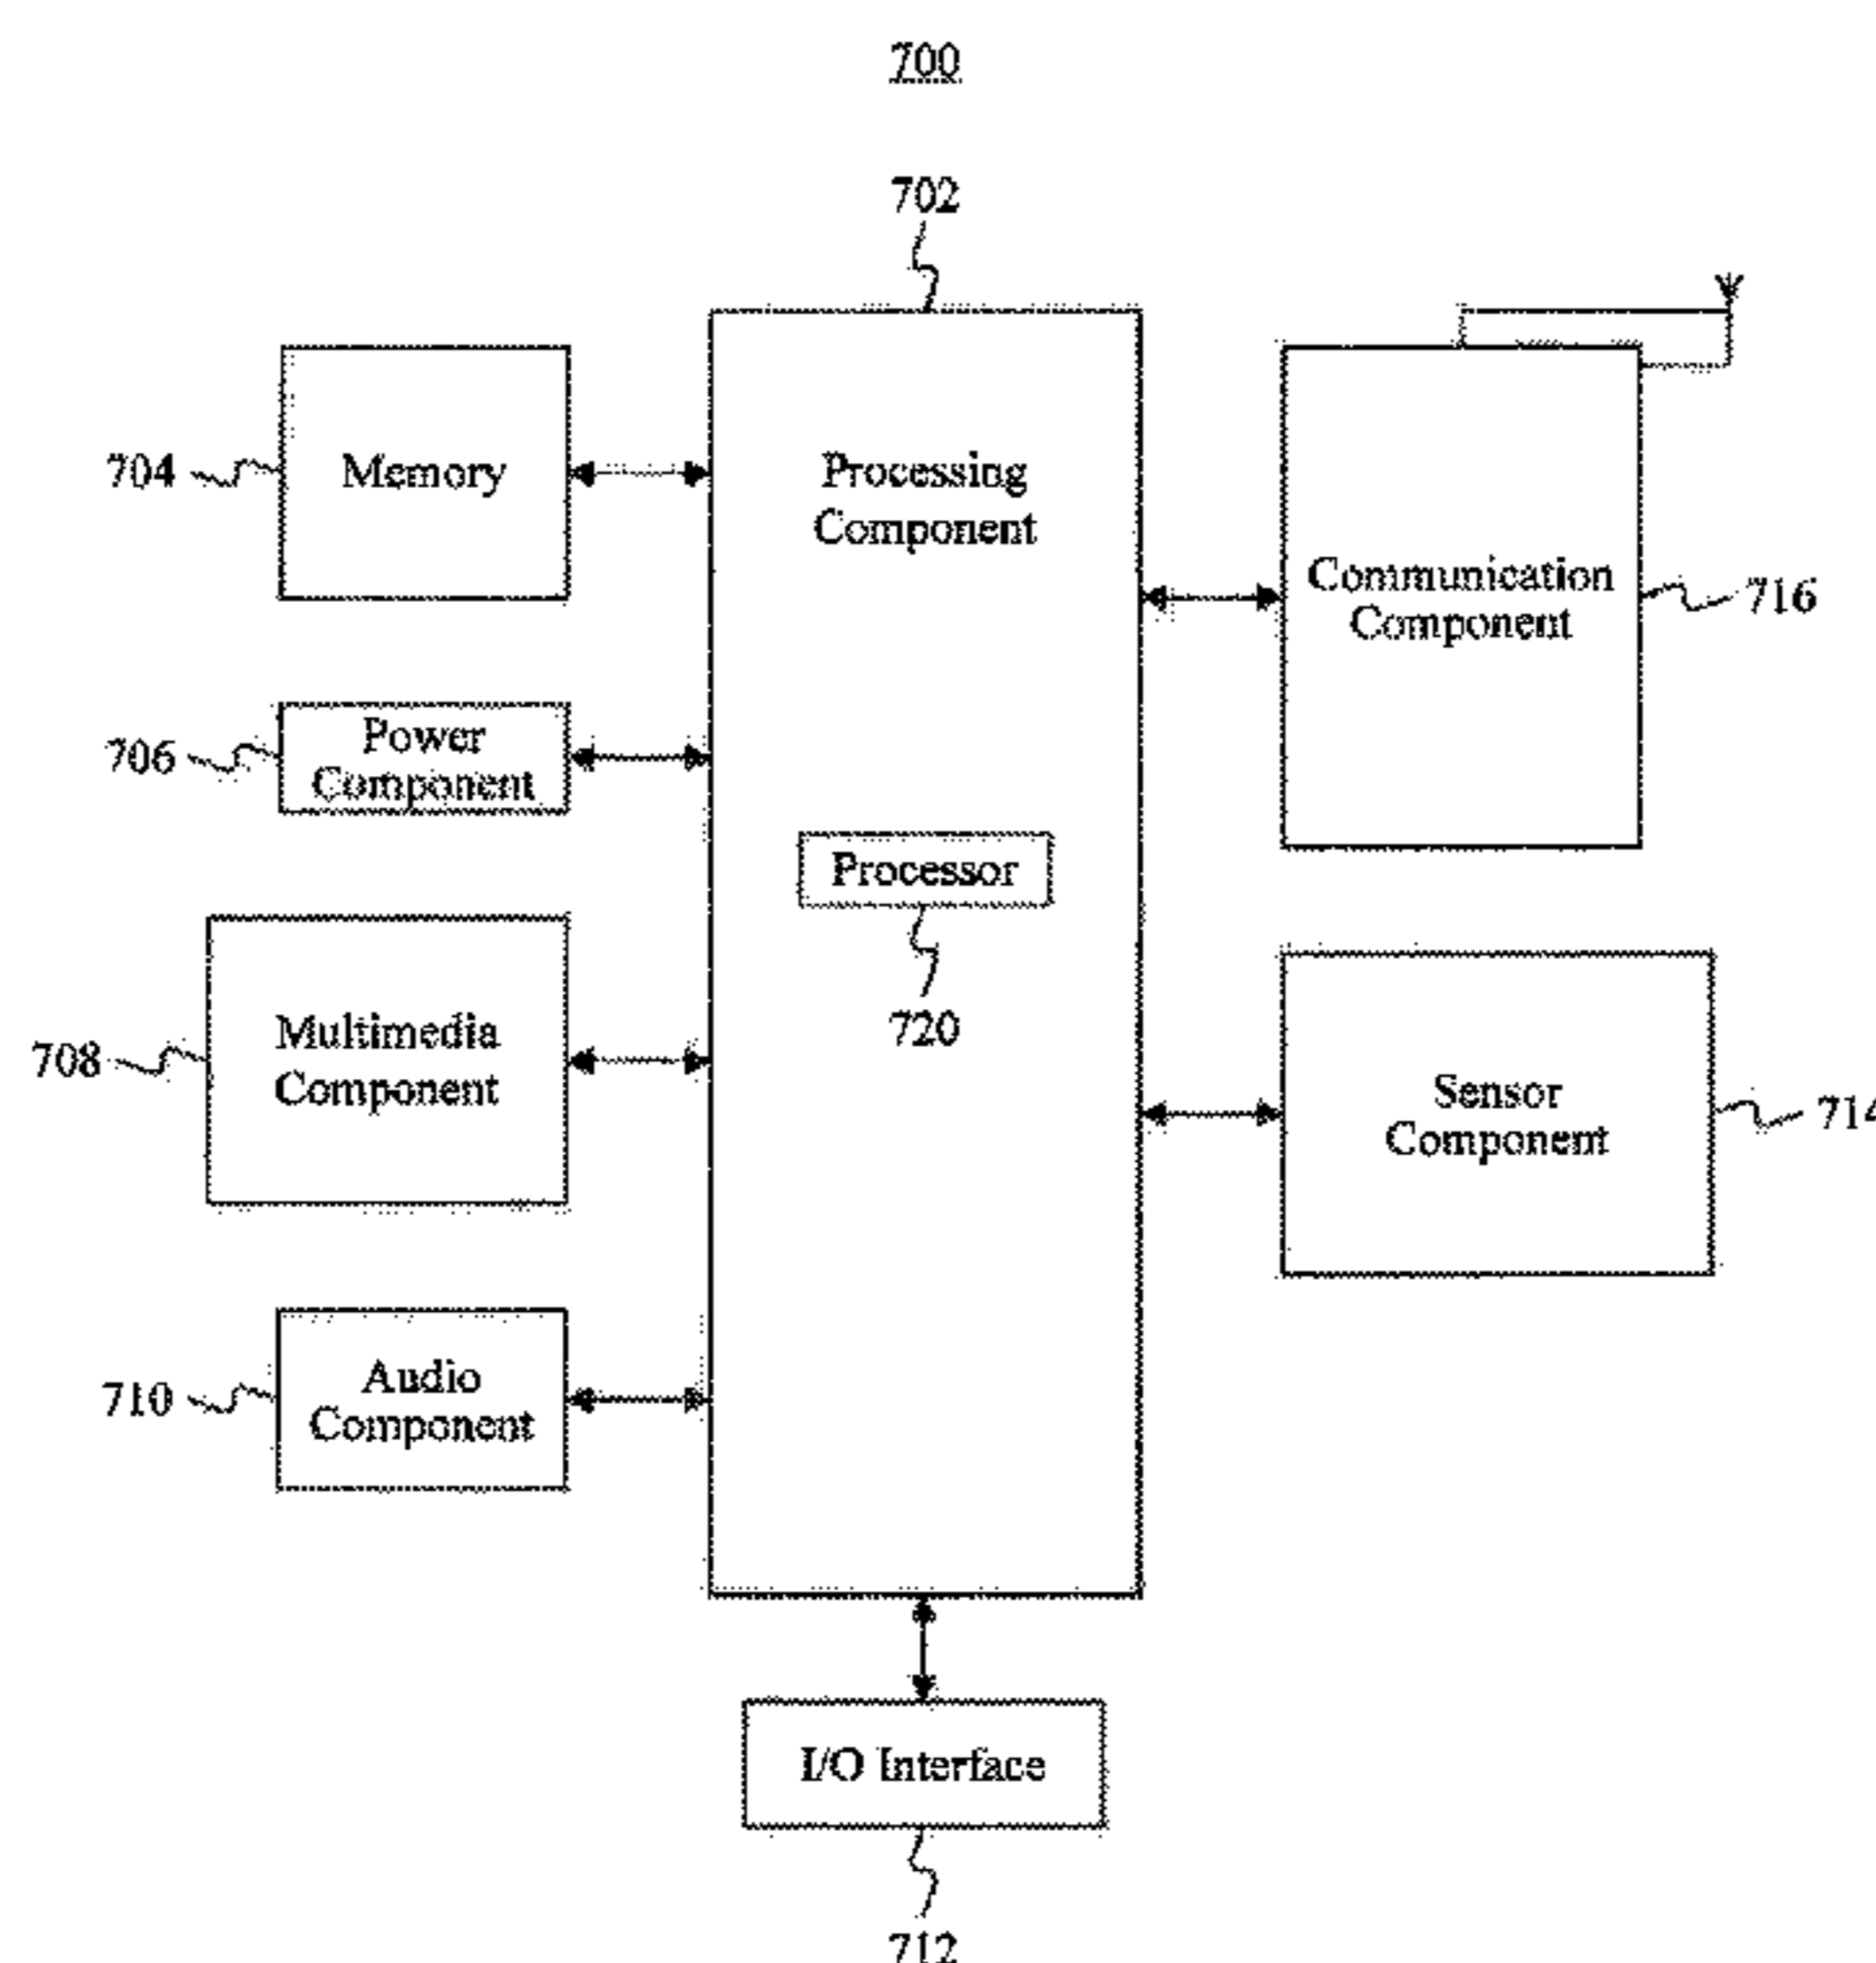 700
702
704
Memory
Processing
Component
Communication
Component
716
706
Power
Component
Processor
720
708
Multimedia
Component
Sensor
Component
714
710
Audio
Component
I/O Interface
712